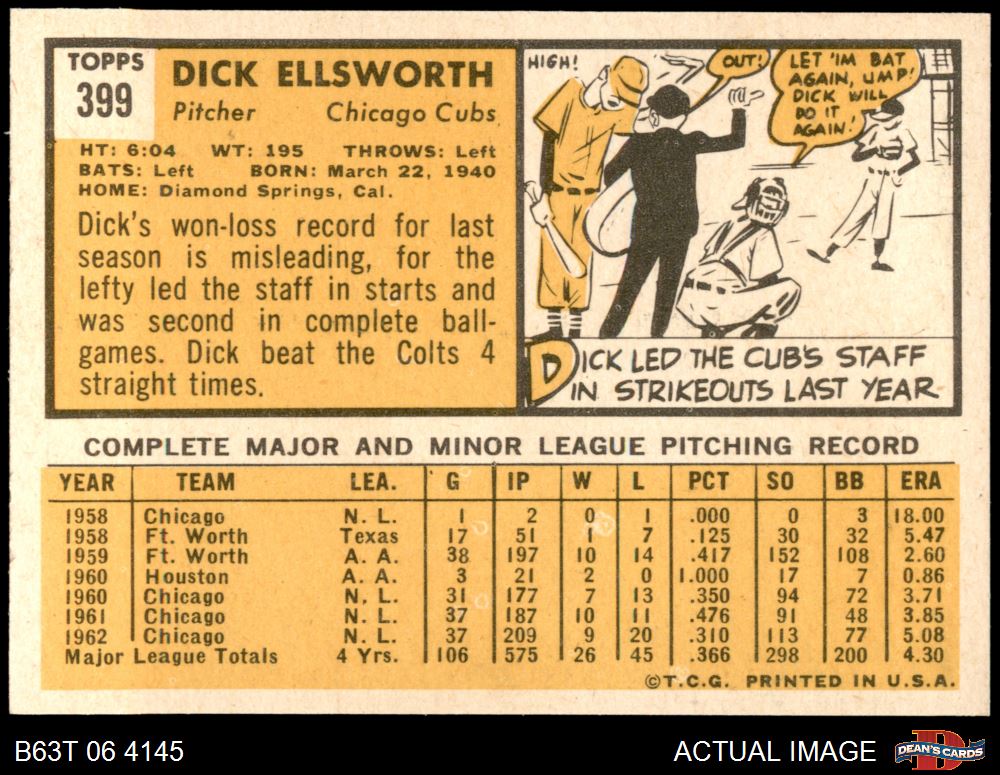 TOPPS
399
DICK ELLSWORTH
Pitcher Chicago Cubs
HT: 6:04 WT: 195 THROWS: Left
BATS: Left BORN: March 22, 1940
HOME: Diamond Springs, Cal.
Dick's won-loss record for last
season is misleading, for the
lefty led the staff in starts and
was second in complete ball-
games. Dick beat the Colts 4
straight times.
HIGH!
OUT!
LET 'IM BAT
AGAIN, UMP!
DICK WILL
DO IT
AGAIN!
DICK LED THE CUB'S STAFF
IN STRIKEOUTS LAST YEAR
COMPLETE MAJOR AND MINOR LEAGUE PITCHING RECORD
YEAR TEAM LEA. G IP W L PCT SO BB ERA
1958 Chicago N. L. 1 2 0 1 .000 0 3 18.00
1958 Ft. Worth Texas 17 51 1 7 .125 30 32 5.47
1959 Ft. Worth A. A. 38 197 10 14 .417 152 108 2.60
1960 Houston A. A. 3 21 2 0 1.000 17 7 0.86
1960 Chicago N. L. 31 177 7 13 .350 94 72 3.71
1961 Chicago N. L. 37 187 10 11 .476 91 48 3.85
1962 Chicago N. L. 37 209 9 20 .310 113 77 5.08
Major League Totals 4 Yrs. 106 575 26 45 .366 298 200 4.30
©T.C.G. PRINTED IN U.S.A.
B63T 06 4145 ACTUAL IMAGE
DEAN'S CARDS